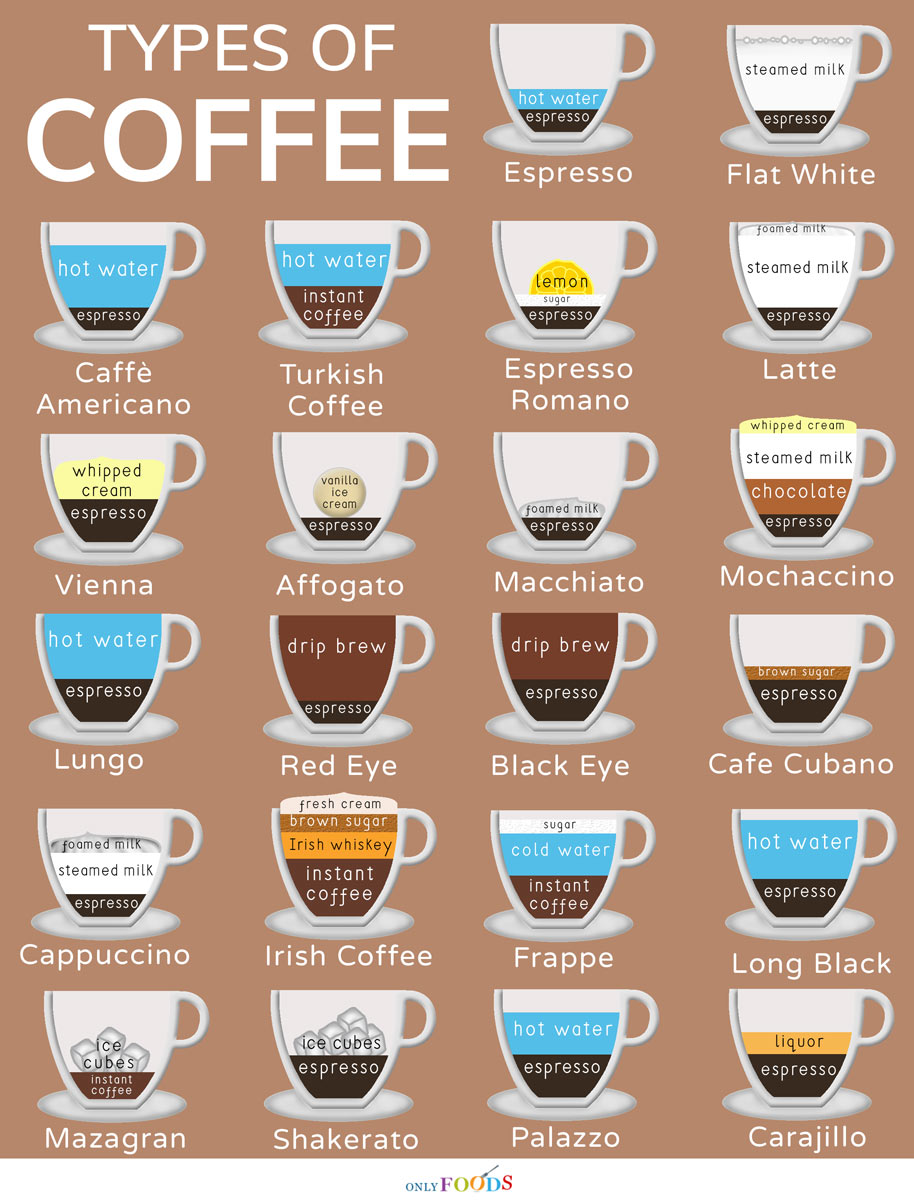 TYPES OF
COFFEE
hot water
espresso
Espresso
steamed milk
espresso
Flat White
hot water
espresso
Caffè
Americano
hot water
instant
coffee
Turkish
Coffee
lemon
sugar
espresso
Espresso
Romano
foamed milk
steamed milk
espresso
Latte
whipped
cream
espresso
Vienna
vanilla
ice
cream
espresso
Affogato
foamed milk
espresso
Macchiato
whipped cream
steamed milk
chocolate
espresso
Mochaccino
hot water
espresso
Lungo
drip brew
espresso
Red Eye
drip brew
espresso
Black Eye
brown sugar
espresso
Cafe Cubano
foamed milk
steamed milk
espresso
Cappuccino
fresh cream
brown sugar
Irish whiskey
instant
coffee
Irish Coffee
sugar
cold water
instant
coffee
Frappe
hot water
espresso
Long Black
ice
cubes
instant
coffee
Mazagran
ice cubes
espresso
Shakerato
hot water
espresso
Palazzo
liquor
espresso
Carajillo
ONLY FOODS